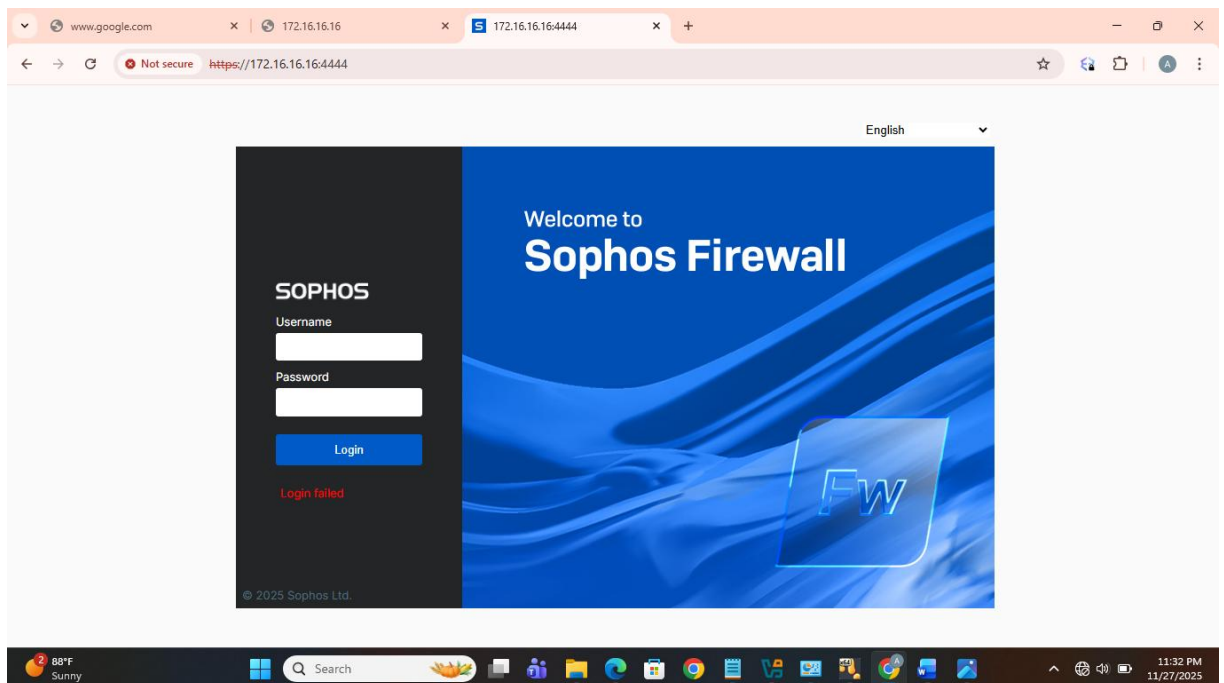 www.google.com
172.16.16.16
172.16.16.16:4444
Not secure
https://172.16.16.16:4444
A
English
Welcome to
Sophos Firewall
SOPHOS
Username
Password
Login
Login failed
Fw
© 2025 Sophos Ltd.
2
88°F
Sunny
Search
11:32 PM
11/27/2025